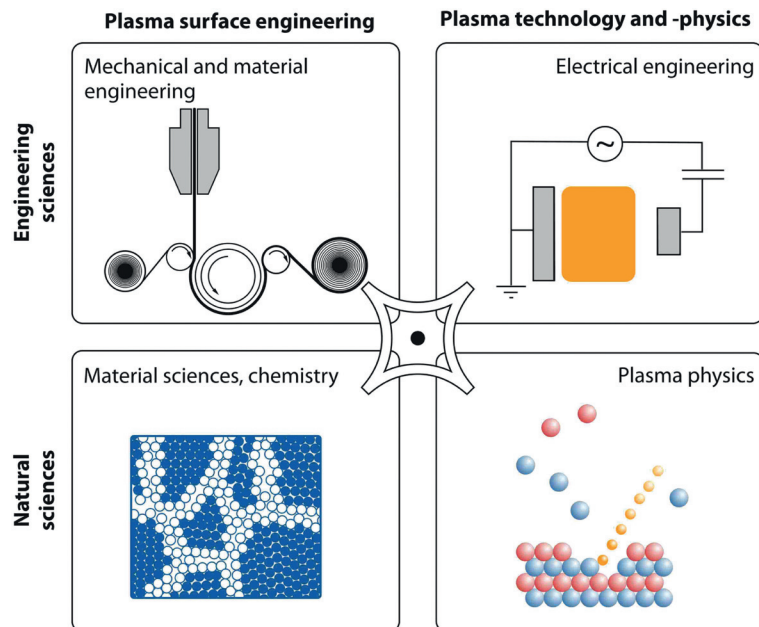 Plasma surface engineering
Plasma technology and -physics
Engineering
sciences
Mechanical and material
engineering
Electrical engineering
~
Natural
sciences
Material sciences, chemistry
Plasma physics